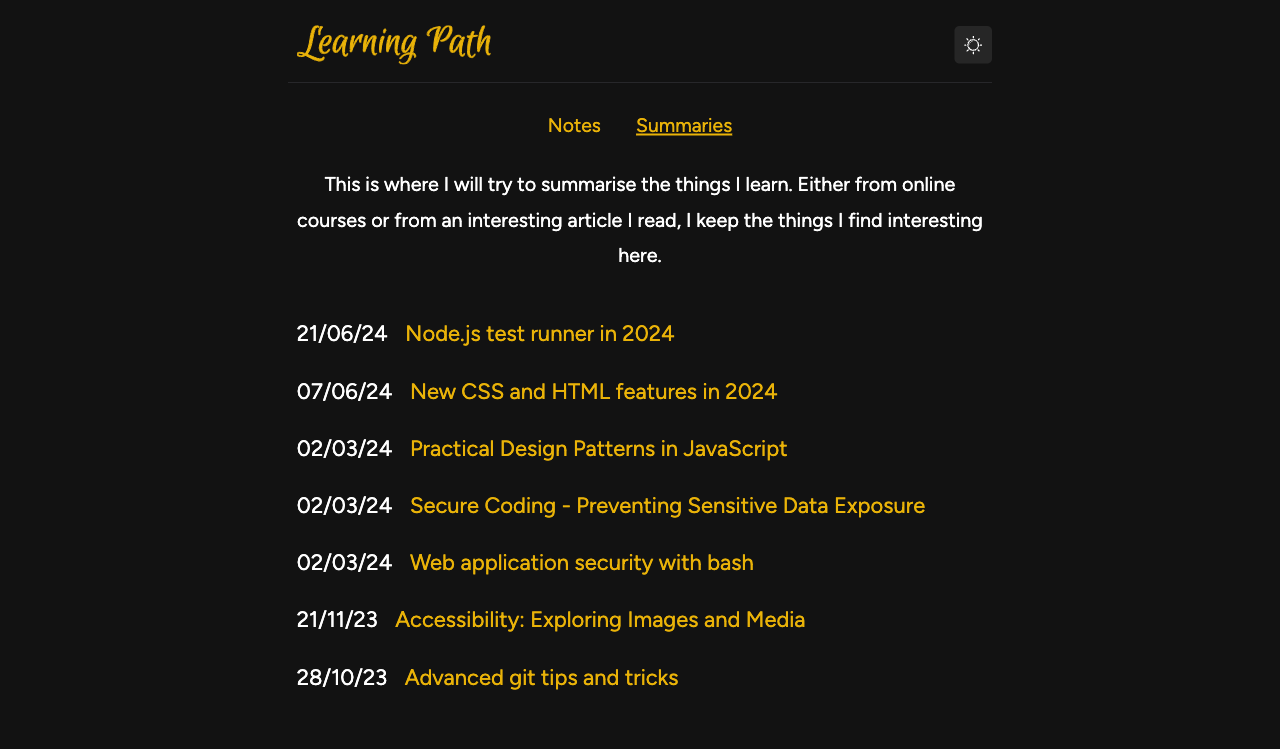 Learning Path
Notes Summaries
This is where I will try to summarise the things I learn. Either from online
courses or from an interesting article I read, I keep the things I find interesting
here.
21/06/24 Node.js test runner in 2024
07/06/24 New CSS and HTML features in 2024
02/03/24 Practical Design Patterns in JavaScript
02/03/24 Secure Coding - Preventing Sensitive Data Exposure
02/03/24 Web application security with bash
21/11/23 Accessibility: Exploring Images and Media
28/10/23 Advanced git tips and tricks